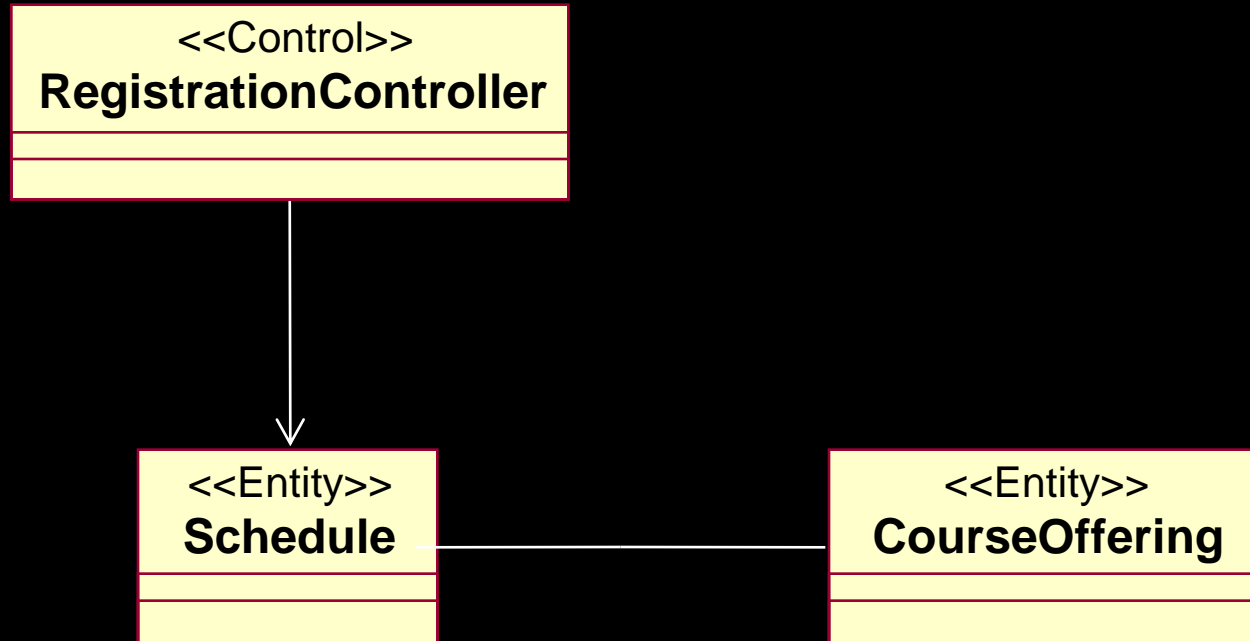 <<Control>>
RegistrationController
<<Entity>>
Schedule
<<Entity>>
CourseOffering